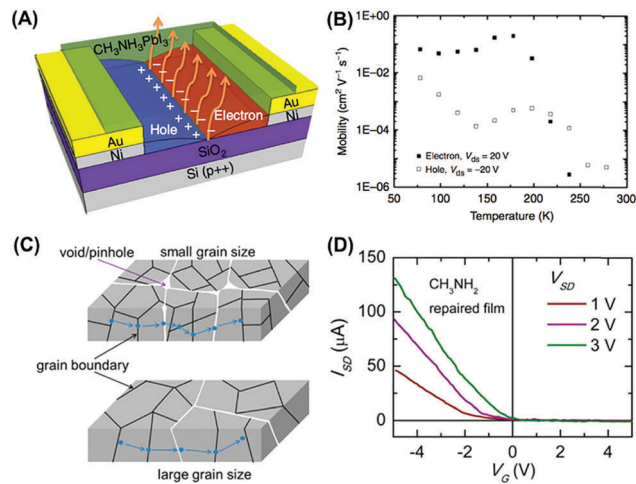 (A)
CH₃NH₃PbI₃
+ + + + + + + + +
− − − − − − −
Hole
Electron
Au
Au
Ni
Ni
SiO₂
Si (p++)
(B)
Mobility (cm² V⁻¹ s⁻¹)
1E+00
1E-02
1E-04
1E-06
50 100 150 200 250 300
Temperature (K)
Electron, Vds = 20 V
Hole, Vds = −20 V
(C)
void/pinhole
small grain size
grain boundary
large grain size
(D)
ISD (μA)
150
100
50
0
-4 -2 0 2 4
VG (V)
CH₃NH₂
repaired film
VSD
1 V
2 V
3 V